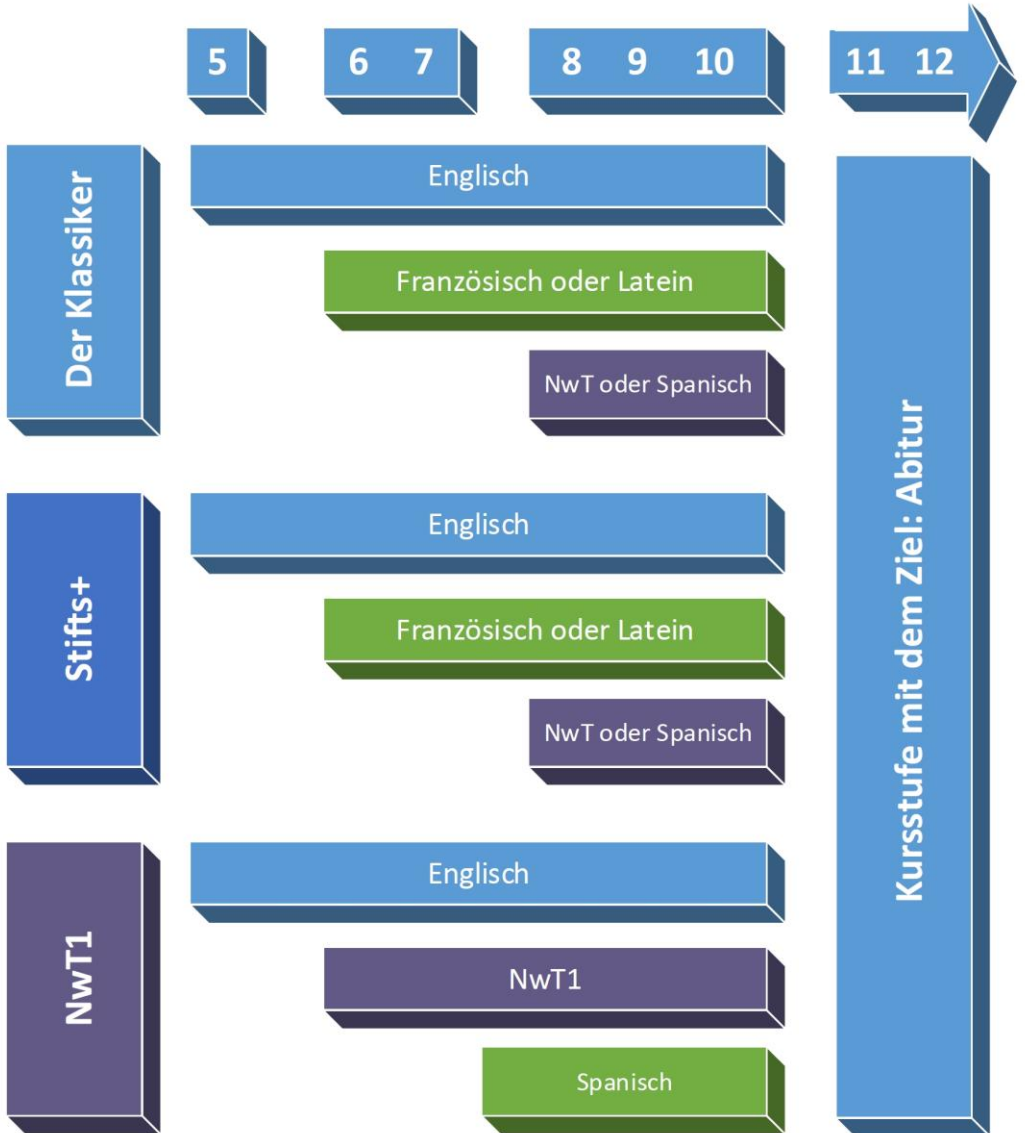 5 6 7 8 9 10 11 12
Der Klassiker
Englisch
Französisch oder Latein
NwT oder Spanisch
Stifts+
Englisch
Französisch oder Latein
NwT oder Spanisch
NwT1
Englisch
NwT1
Spanisch
Kursstufe mit dem Ziel: Abitur